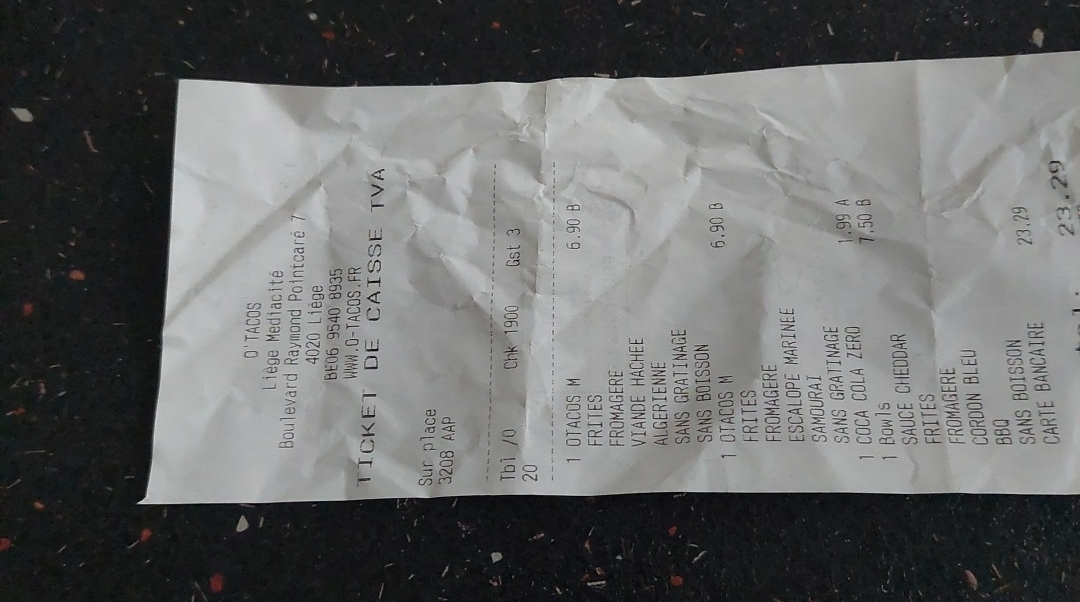 O'TACOS
Liège Mediacité
Boulevard Raymond Pointcaré 7
4020 Liège
BE06 9540 8935
WWW.O-TACOS.FR
TICKET DE CAISSE TVA
Sur place
3208 AAP
Tbl /0 Chk 1900 Gst 3
20
1 OTACOS M 6.90 B
FRITES
FROMAGERE
VIANDE HACHEE
ALGERIENNE
SANS GRATINAGE
SANS BOISSON
1 OTACOS M 6.90 B
FRITES
FROMAGERE
ESCALOPE MARINEE
SAMOURAI
SANS GRATINAGE
1 COCA COLA ZERO 1.99 A
1 Bowls 7.50 B
SAUCE CHEDDAR
FRITES
FROMAGERE
CORDON BLEU
BBQ
SANS BOISSON
CARTE BANCAIRE 23.29
23.29